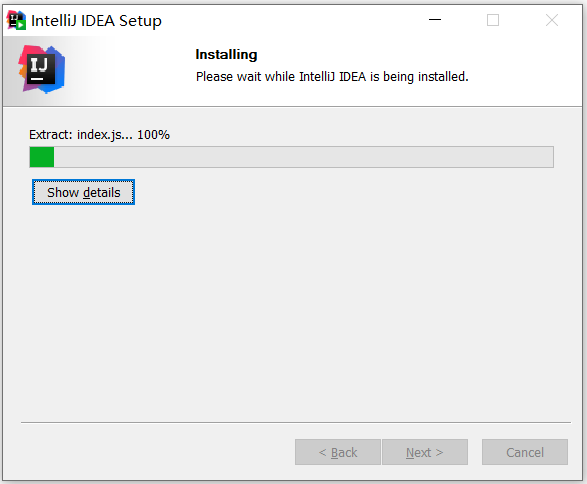 IntelliJ IDEA Setup
IJ
Installing
Please wait while IntelliJ IDEA is being installed.
Extract: index.js... 100%
Show details
< Back
Next >
Cancel